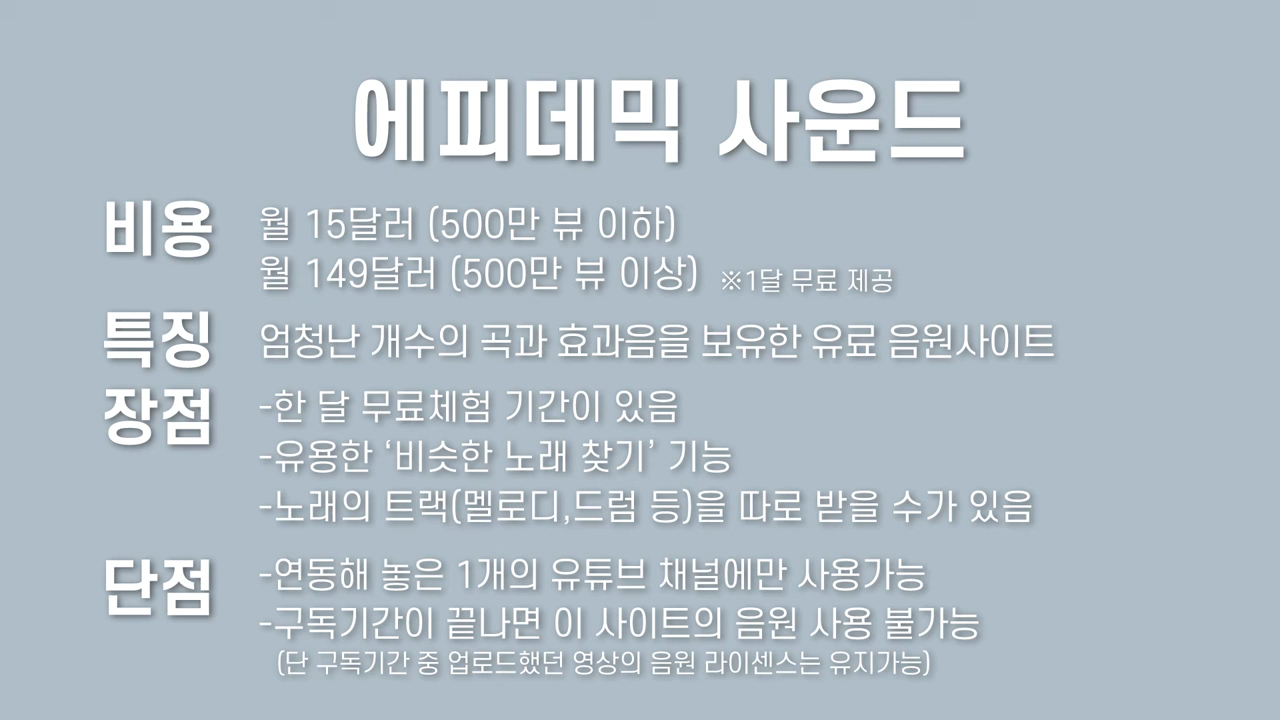 에피데믹 사운드
비용
월 15달러 (500만 뷰 이하)
월 149달러 (500만 뷰 이상) ※1달 무료 제공
특징
엄청난 개수의 곡과 효과음을 보유한 유료 음원사이트
장점
-한 달 무료체험 기간이 있음
-유용한 ‘비슷한 노래 찾기’ 기능
-노래의 트랙(멜로디,드럼 등)을 따로 받을 수가 있음
단점
-연동해 놓은 1개의 유튜브 채널에만 사용가능
-구독기간이 끝나면 이 사이트의 음원 사용 불가능
(단 구독기간 중 업로드했던 영상의 음원 라이센스는 유지가능)